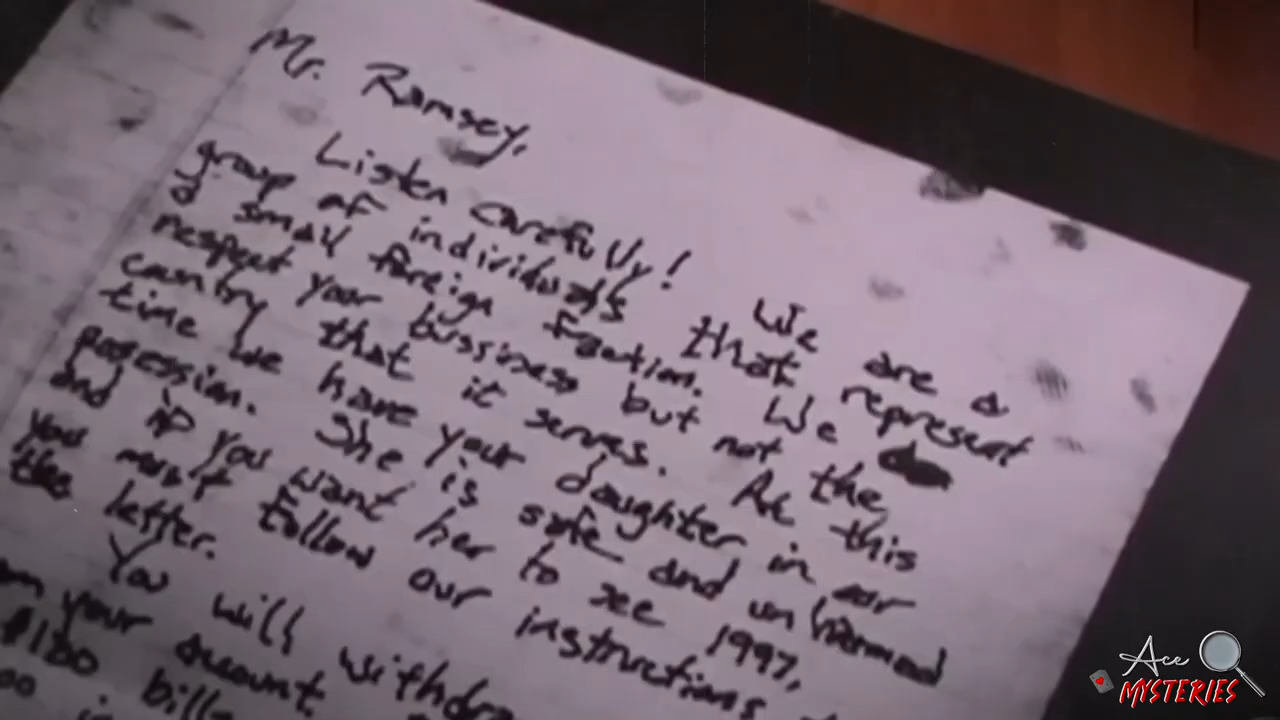 Mr. Ramsey,
Listen carefully! We are a
group of individuals that represent
a small foreign faction. We
respect your bussiness but not the
country that it serves. At this
time we have your daughter in our
posession. She is safe and unharmed
and if you want her to see 1997,
you must follow our instructions
the letter.
You will withdra
your account
$100 bills
Ace
MYSTERIES